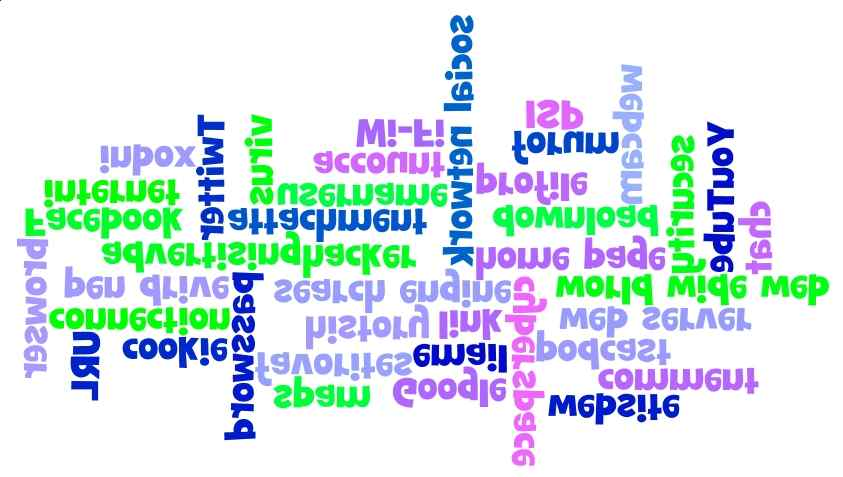 social network
webcam
ISP
Wi-Fi
forum
YouTube
Twitter
virus
inbox
account
security
internet
username
profile
Facebook
attachment
download
chat
advertising
hacker
home page
browser
pen drive
password
search engine
world wide web
connection
history
link
cyberspace
web server
URL
cookie
favorites
email
podcast
spam
Google
comment
website